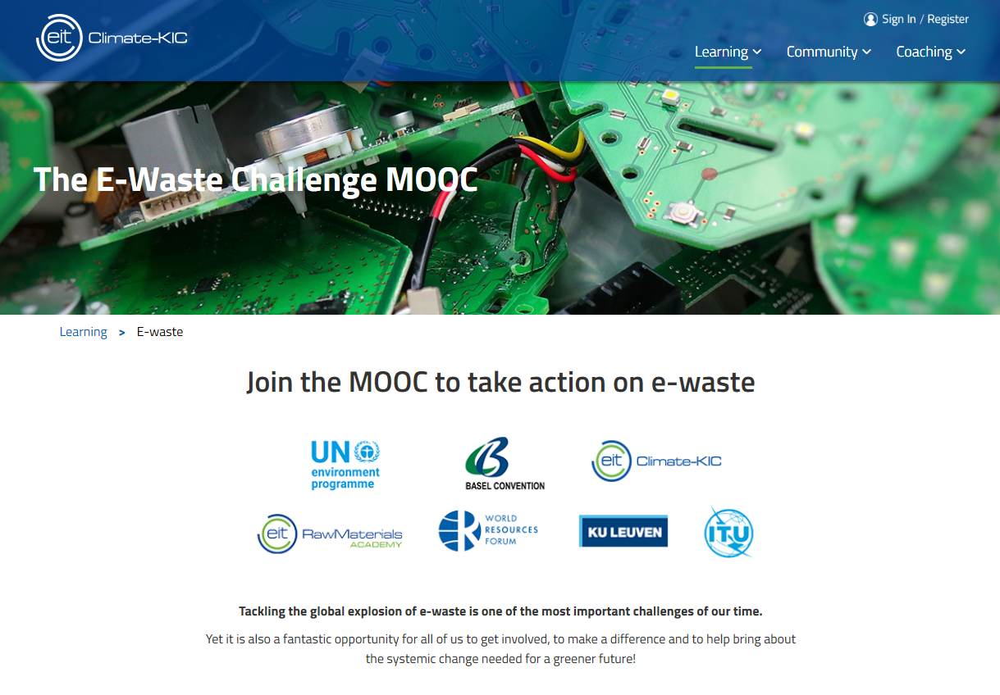 eit Climate-KIC
Sign In / Register
Learning
Community
Coaching
The E-Waste Challenge MOOC
Learning > E-waste
Join the MOOC to take action on e-waste
UN
environment
programme
B
BASEL CONVENTION
eit Climate-KIC
eit RawMaterials
ACADEMY
R
WORLD
RESOURCES
FORUM
KU LEUVEN
ITU
Tackling the global explosion of e-waste is one of the most important challenges of our time.
Yet it is also a fantastic opportunity for all of us to get involved, to make a difference and to help bring about
the systemic change needed for a greener future!